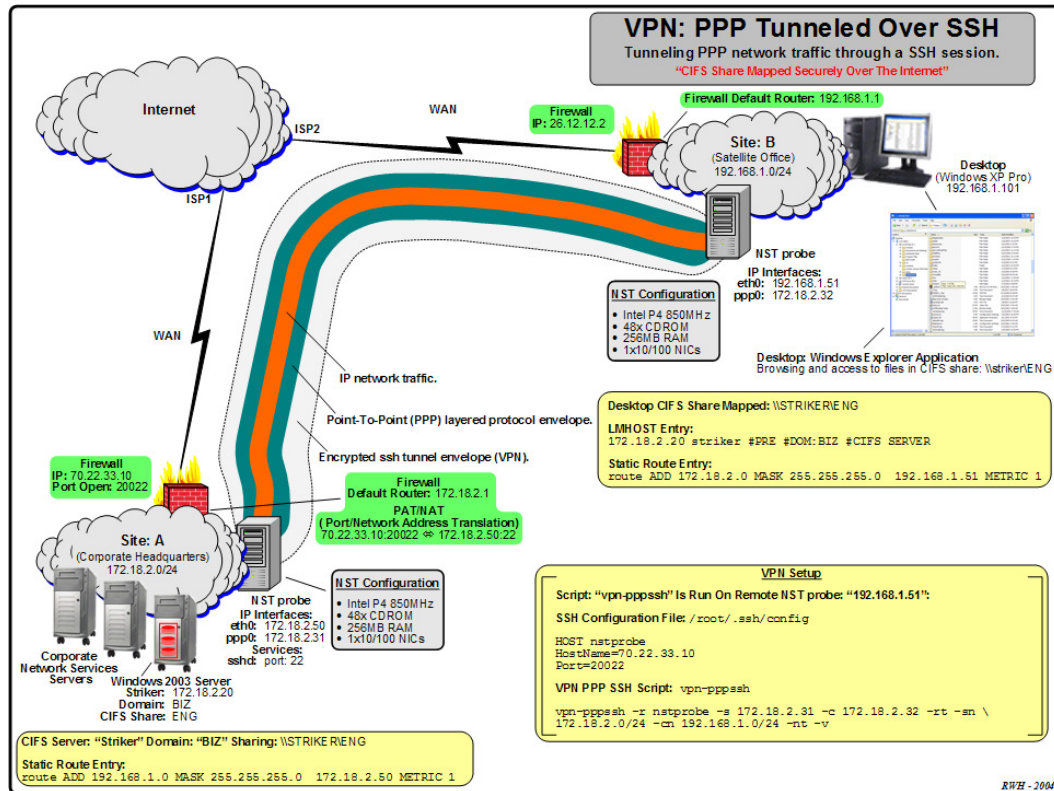 VPN: PPP Tunneled Over SSH
Tunneling PPP network traffic through a SSH session.
"CIFS Share Mapped Securely Over The Internet"
Internet
WAN
ISP2
ISP1
WAN
Firewall
IP: 26.12.12.2
Firewall Default Router: 192.168.1.1
Site: B
(Satellite Office)
192.168.1.0/24
Desktop
(Windows XP Pro)
192.168.1.101
NST probe
IP Interfaces:
eth0: 192.168.1.51
ppp0: 172.18.2.32
NST Configuration
• Intel P4 850MHz
• 48x CDROM
• 256MB RAM
• 1x10/100 NICs
Desktop: Windows Explorer Application
Browsing and access to files in CIFS share: \\striker\ENG
IP network traffic.
Point-To-Point (PPP) layered protocol envelope.
Encrypted ssh tunnel envelope (VPN).
Desktop CIFS Share Mapped: \\STRIKER\ENG
LMHOST Entry:
172.18.2.20 striker #PRE #DOM:BIZ #CIFS SERVER
Static Route Entry:
route ADD 172.18.2.0 MASK 255.255.255.0 192.168.1.51 METRIC 1
Firewall
IP: 70.22.33.10
Port Open: 20022
Firewall
Default Router: 172.18.2.1
PAT/NAT
( Port/Network Address Translation)
70.22.33.10:20022 ⇔ 172.18.2.50:22
Site: A
(Corporate Headquarters)
172.18.2.0/24
NST probe
IP Interfaces:
eth0: 172.18.2.50
ppp0: 172.18.2.31
Services:
sshd: port: 22
NST Configuration
• Intel P4 850MHz
• 48x CDROM
• 256MB RAM
• 1x10/100 NICs
Corporate
Network Services
Servers
Windows 2003 Server
Striker: 172.18.2.20
Domain: BIZ
CIFS Share: ENG
VPN Setup
Script: "vpn-pppssh" Is Run On Remote NST probe: "192.168.1.51":
SSH Configuration File: /root/.ssh/config
HOST nstprobe
HostName=70.22.33.10
Port=20022
VPN PPP SSH Script: vpn-pppssh
vpn-pppssh -r nstprobe -s 172.18.2.31 -c 172.18.2.32 -rt -sn \
172.18.2.0/24 -cn 192.168.1.0/24 -nt -v
CIFS Server: "Striker" Domain: "BIZ" Sharing: \\STRIKER\ENG
Static Route Entry:
route ADD 192.168.1.0 MASK 255.255.255.0 172.18.2.50 METRIC 1
RWH - 2004